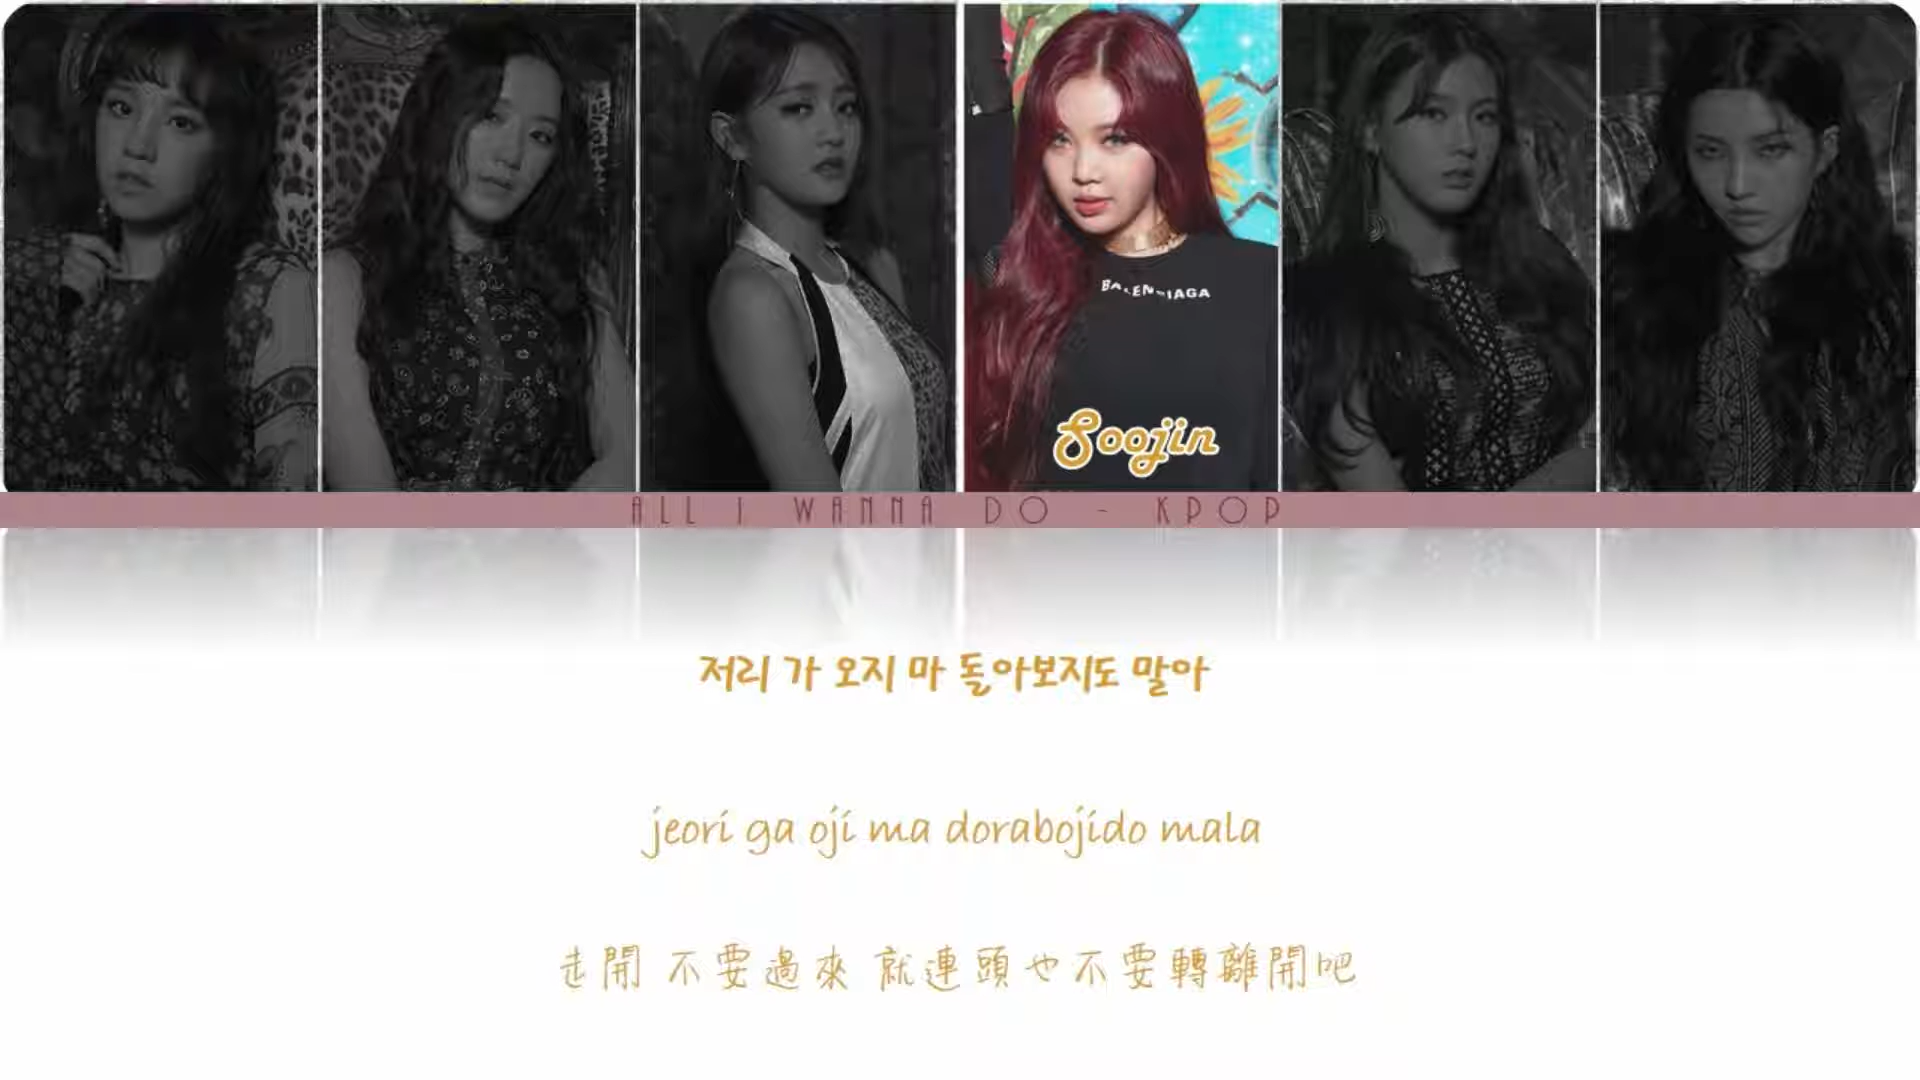 BALENCIAGA
Soojin
ALL I WANNA DO - KPOP
저리 가 오지 마 돌아보지도 말아
jeori ga oji ma dorabojido mala
走開 不要過來 就連頭也不要轉離開吧